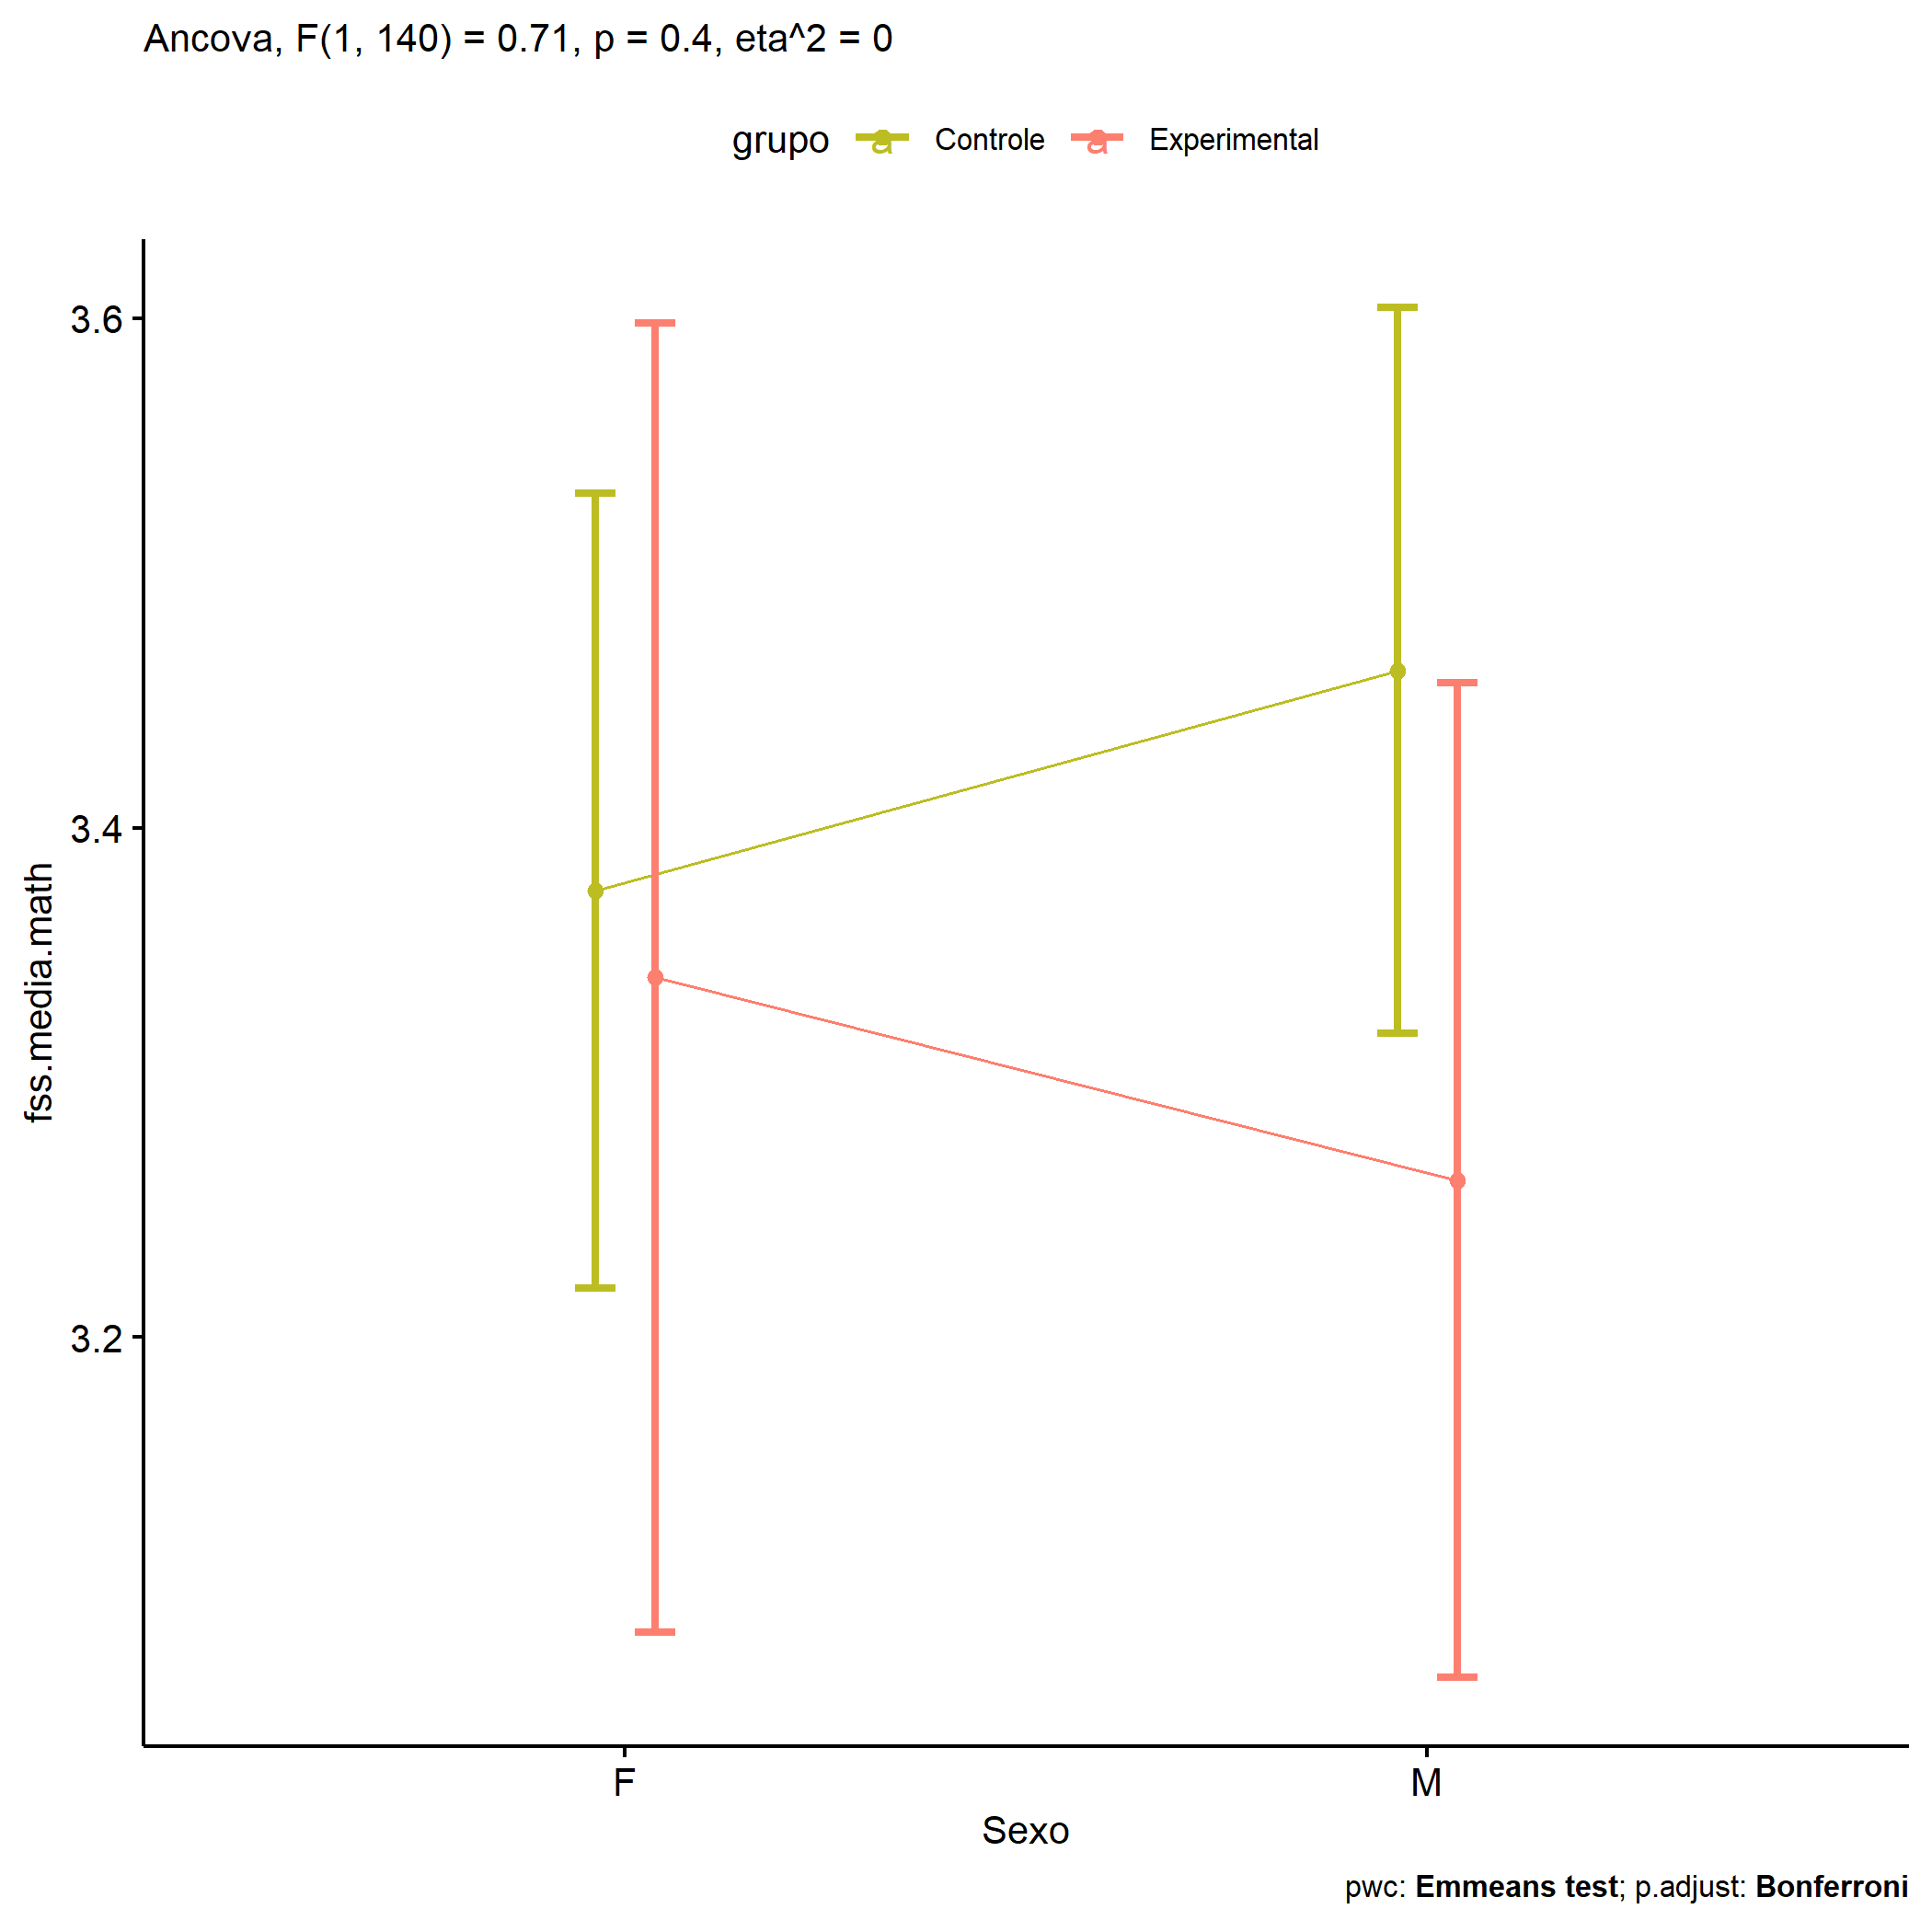 Ancova, F(1, 140) = 0.71, p = 0.4, eta^2 = 0
grupo a Controle a Experimental
3.6
3.4
3.2
fss.media.math
F M
Sexo
pwc: Emmeans test; p.adjust: Bonferroni